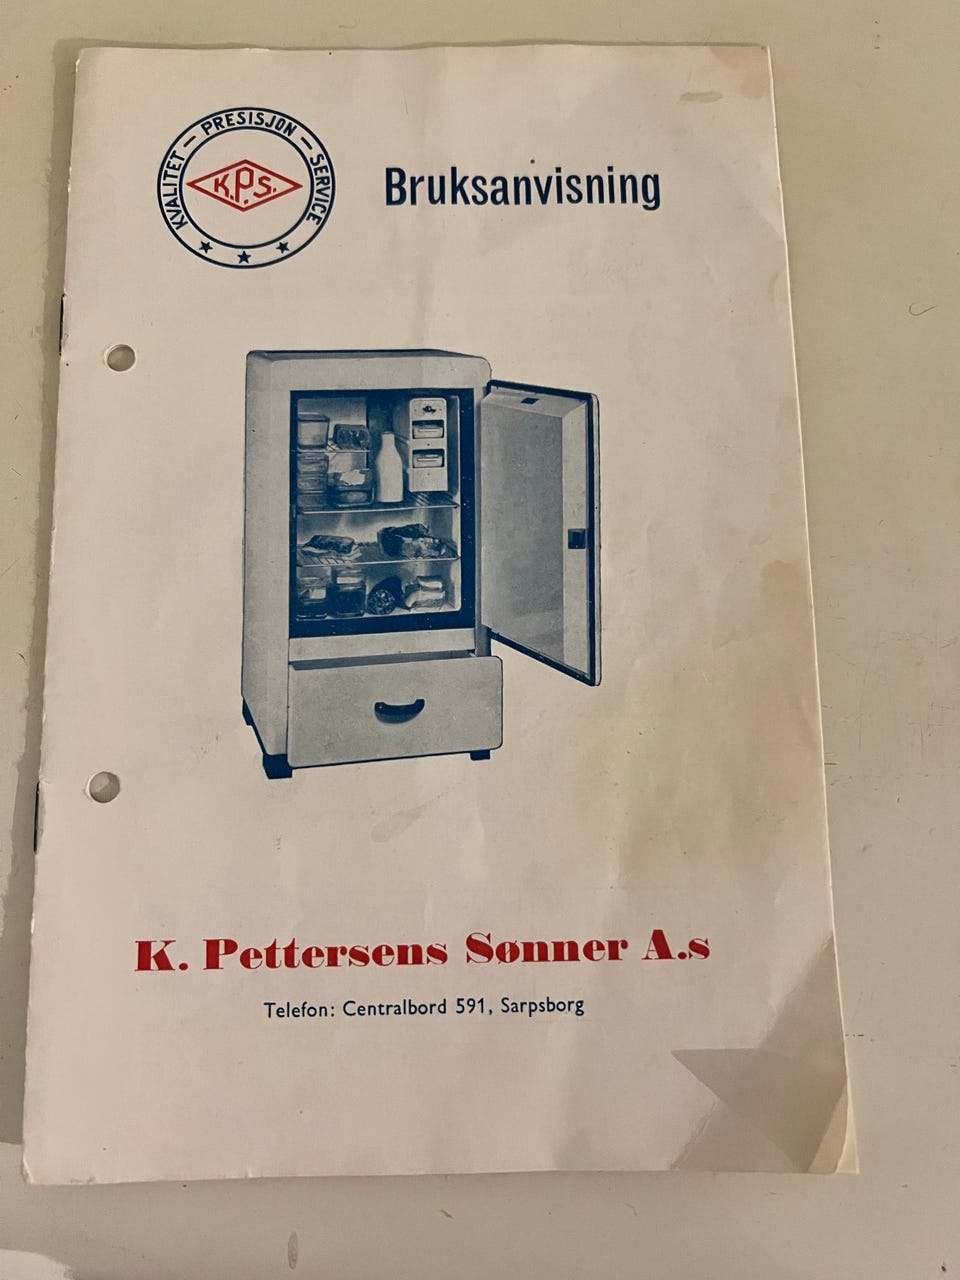 KVALITET — PRESISJON — SERVICE
K.P.S.
Bruksanvisning
K. Pettersens Sønner A.s
Telefon: Centralbord 591, Sarpsborg